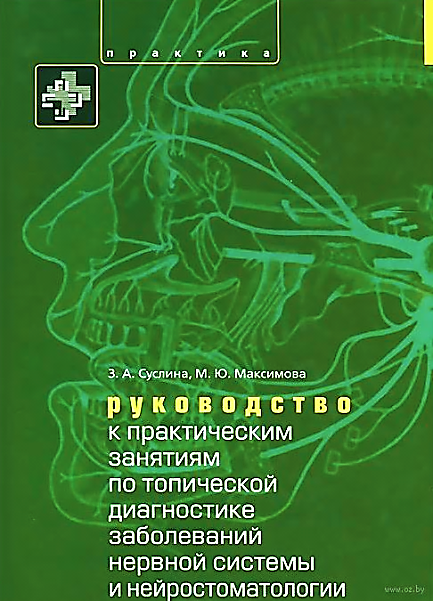 практика
З. А. Суслина, М. Ю. Максимова
руководство
к практическим
занятиям
по топической
диагностике
заболеваний
нервной системы
и нейростоматологии
www.oz.by